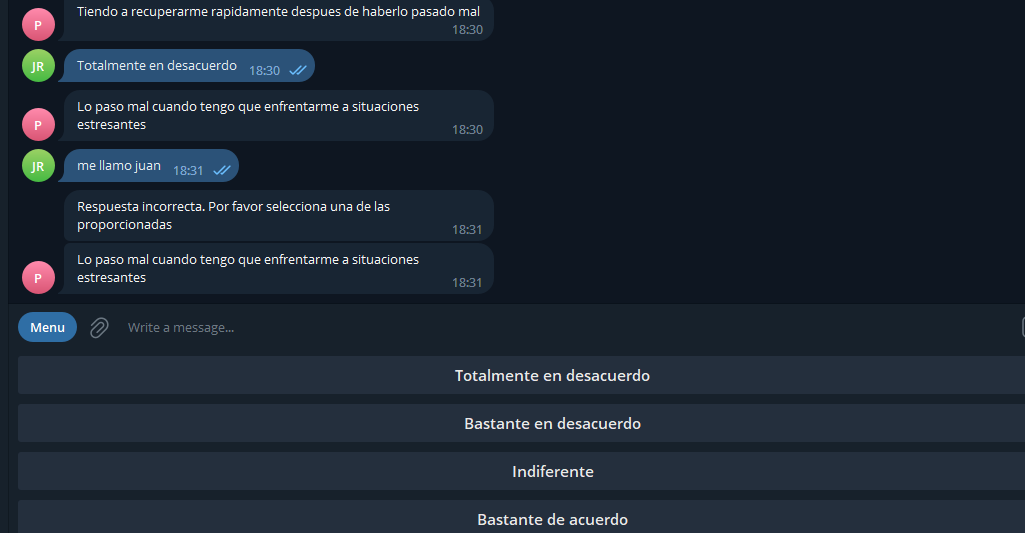 Tiendo a recuperarme rapidamente despues de haberlo pasado mal
18:30
P
JR
Totalmente en desacuerdo 18:30
Lo paso mal cuando tengo que enfrentarme a situaciones
estresantes
18:30
P
JR
me llamo juan 18:31
Respuesta incorrecta. Por favor selecciona una de las
proporcionadas
18:31
Lo paso mal cuando tengo que enfrentarme a situaciones
estresantes
18:31
P
Menu
Write a message...
Totalmente en desacuerdo
Bastante en desacuerdo
Indiferente
Bastante de acuerdo